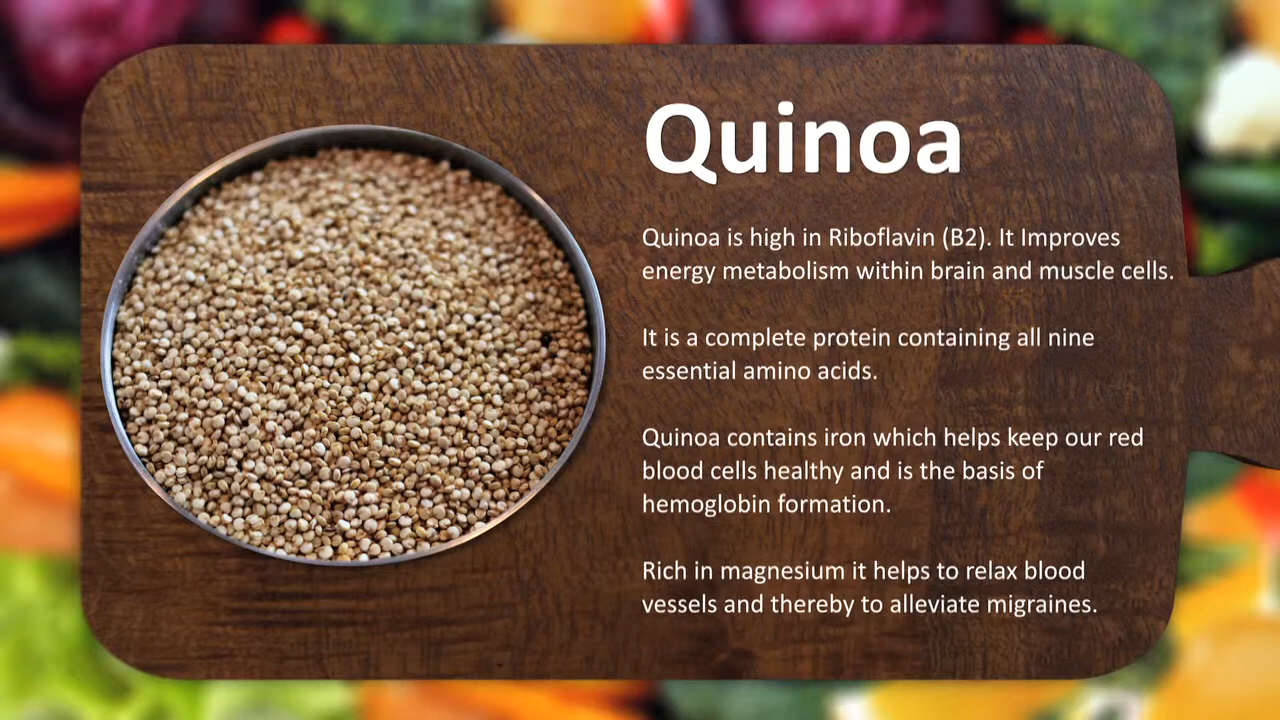 Quinoa
Quinoa is high in Riboflavin (B2). It Improves
energy metabolism within brain and muscle cells.
It is a complete protein containing all nine
essential amino acids.
Quinoa contains iron which helps keep our red
blood cells healthy and is the basis of
hemoglobin formation.
Rich in magnesium it helps to relax blood
vessels and thereby to alleviate migraines.